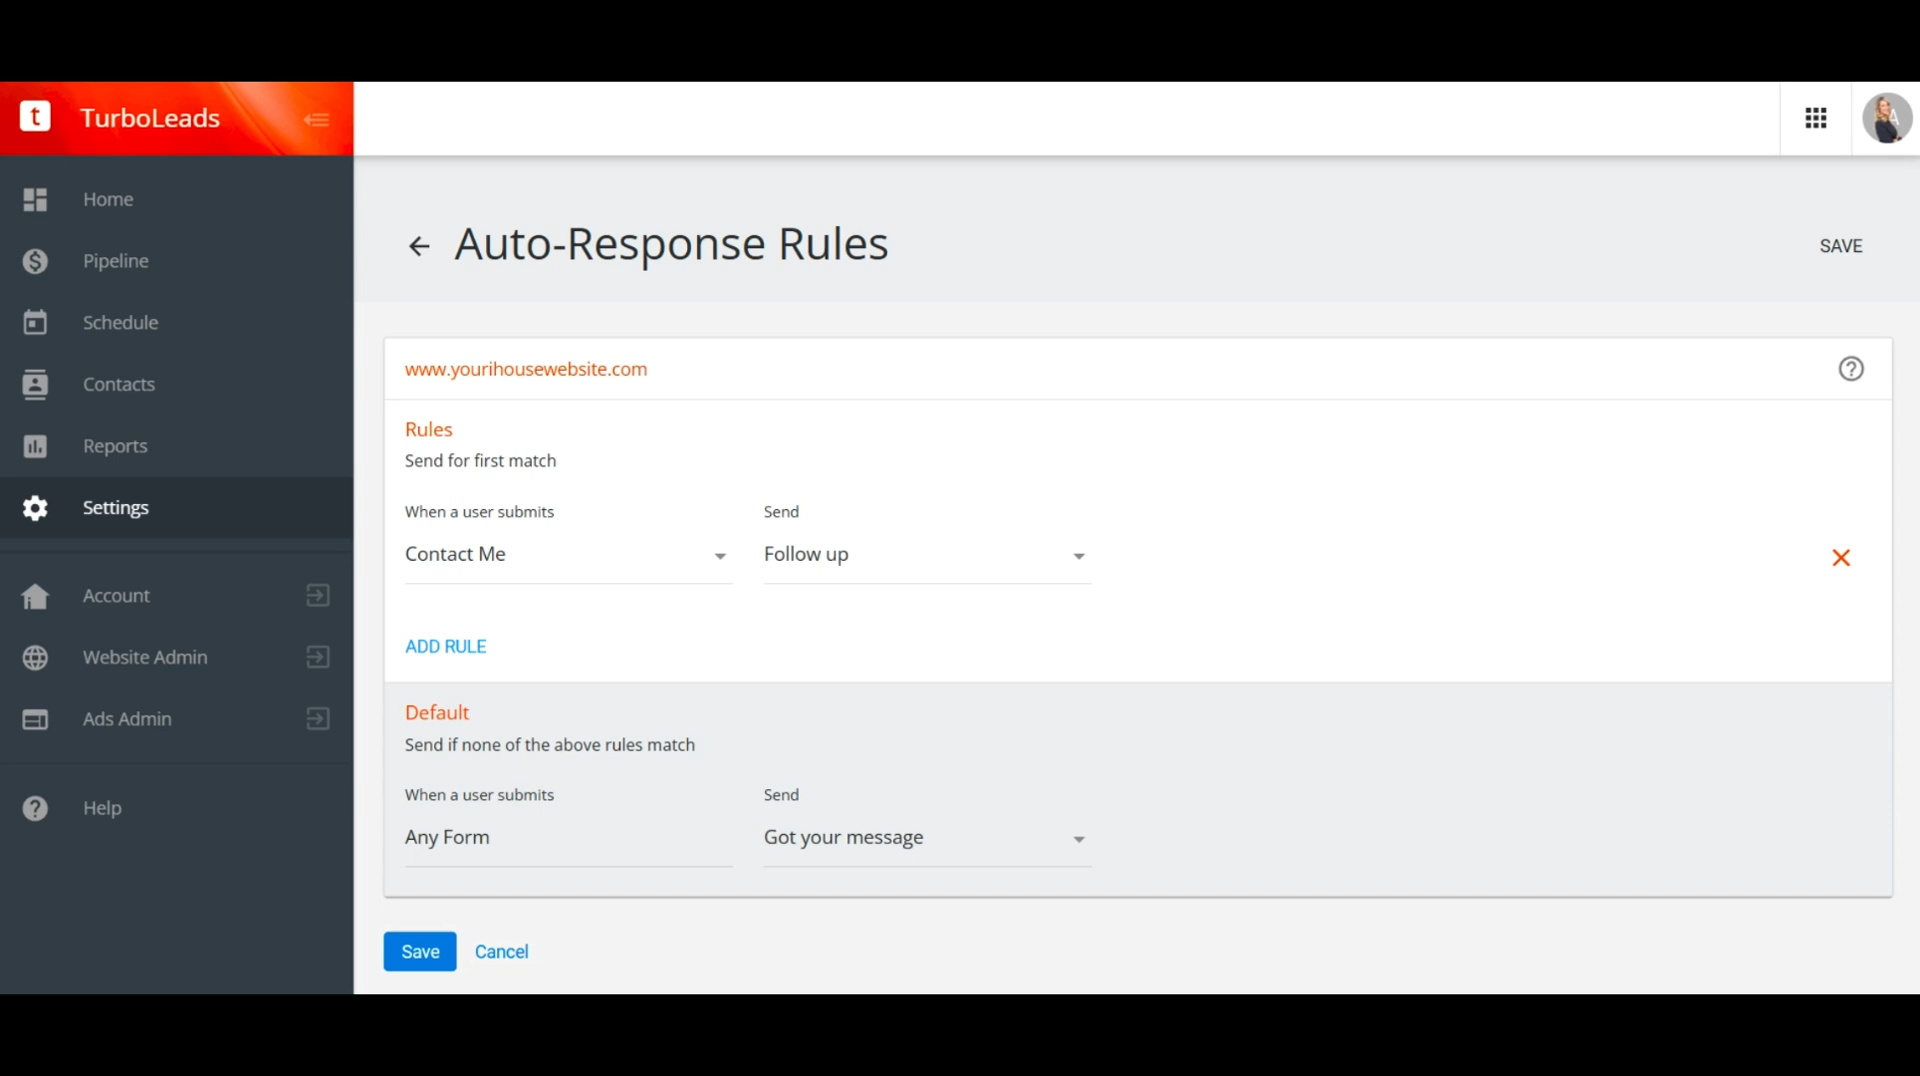 t TurboLeads
Home
Pipeline
Schedule
Contacts
Reports
Settings
Account
Website Admin
Ads Admin
Help
Auto-Response Rules
SAVE
www.yourihousewebsite.com
Rules
Send for first match
When a user submits Send
Contact Me Follow up
ADD RULE
Default
Send if none of the above rules match
When a user submits Send
Any Form Got your message
Save Cancel